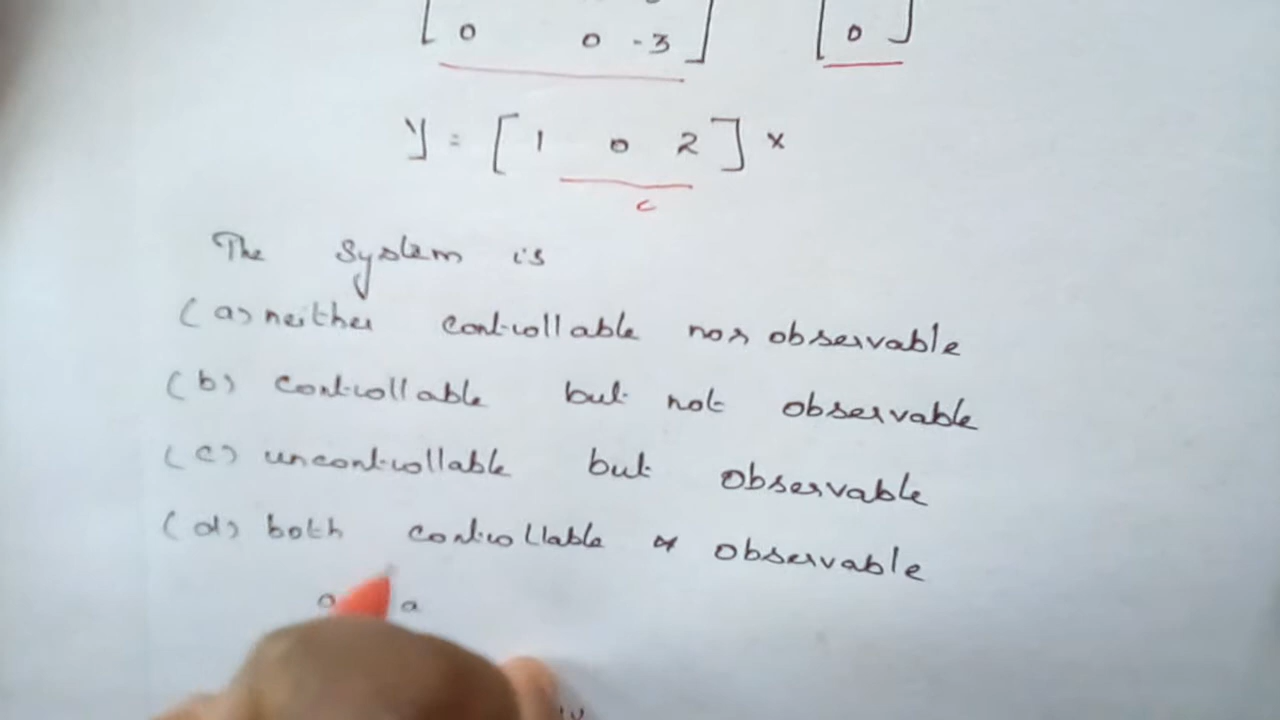 [ 0 0 -3 ] [ 0 ]
y = [ 1 0 2 ] x
c
The system is
(a) neither controllable nor observable
(b) controllable but not observable
(c) uncontrollable but observable
(d) both controllable & observable
a